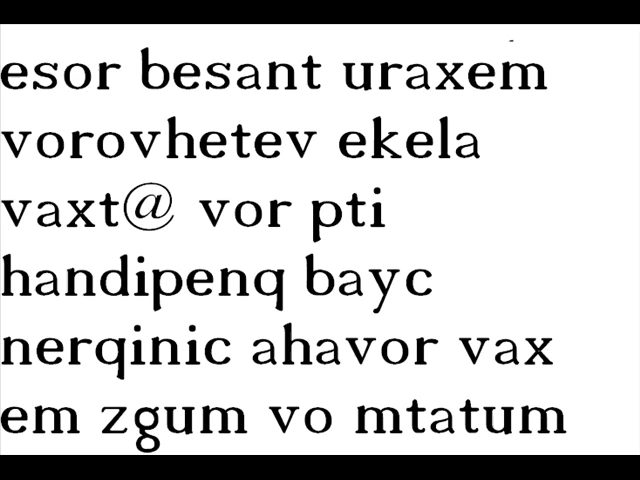 esor besant uraxem
vorovhetev ekela
vaxt@ vor pti
handipenq bayc
nerqinic ahavor vax
em zgum vo mtatum